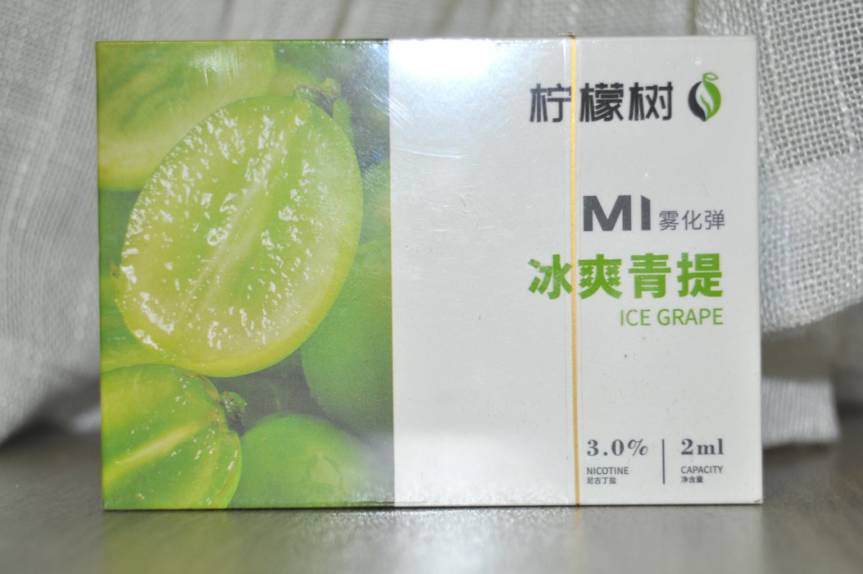 柠檬树
MI 雾化弹
冰爽青提
ICE GRAPE
3.0% 2ml
NICOTINE CAPACITY
尼古丁盐 净含量